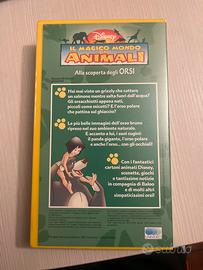 Disney
IL MAGICO MONDO
DEGLI
ANIMALI
Alla scoperta degli ORSI
Hai mai visto un grizzly che cattura
un salmone mentre salta fuori dall'acqua?
Gli orsacchiotti appena nati,
piccoli come micetti? E l'orso polare
che pattina sul ghiaccio?
Le più belle immagini dell'orso bruno
ripreso nel suo ambiente naturale.
E accanto a lui, i suoi cugini:
il panda gigante, l'orso polare
e anche l'orso... con gli occhiali!
Con i fantastici
cartoni animati Disney,
scenette, giochi
e tantissime notizie
in compagnia di Baloo
e di molti altri
simpaticissimi orsi!
subito